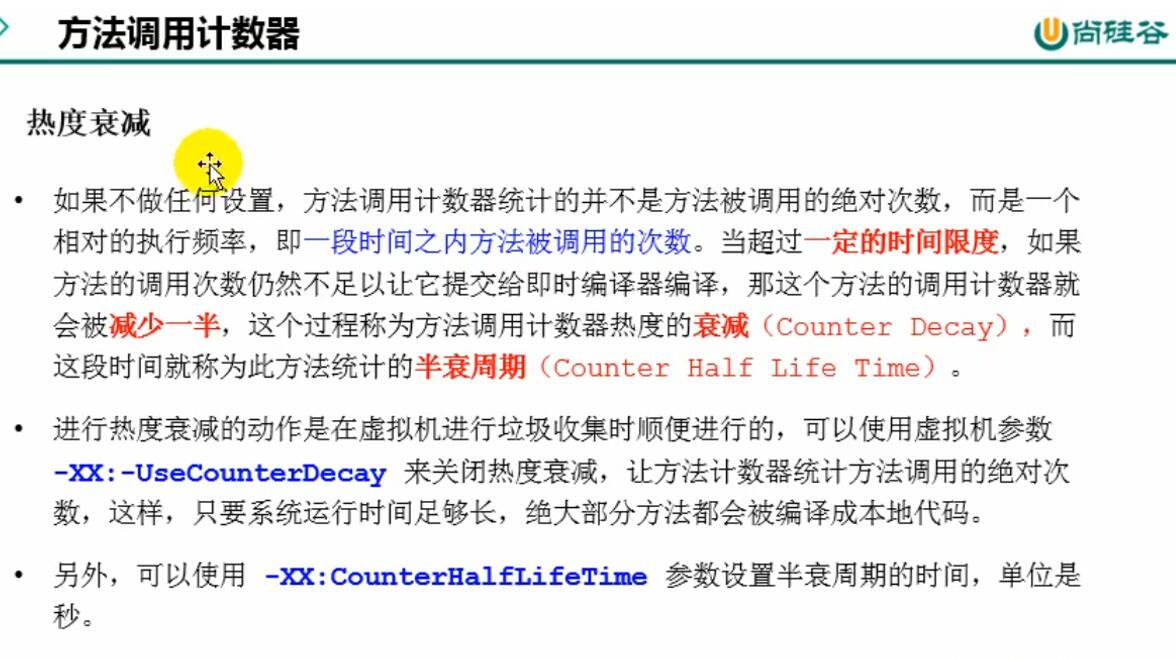 方法调用计数器
尚硅谷
热度衰减
• 如果不做任何设置，方法调用计数器统计的并不是方法被调用的绝对次数，而是一个
相对的执行频率，即一段时间之内方法被调用的次数。当超过一定的时间限度，如果
方法的调用次数仍然不足以让它提交给即时编译器编译，那这个方法的调用计数器就
会被减少一半，这个过程称为方法调用计数器热度的衰减（Counter Decay），而
这段时间就称为此方法统计的半衰周期（Counter Half Life Time）。
• 进行热度衰减的动作是在虚拟机进行垃圾收集时顺便进行的，可以使用虚拟机参数
-XX:-UseCounterDecay 来关闭热度衰减，让方法计数器统计方法调用的绝对次
数，这样，只要系统运行时间足够长，绝大部分方法都会被编译成本地代码。
• 另外，可以使用 -XX:CounterHalfLifeTime 参数设置半衰周期的时间，单位是
秒。